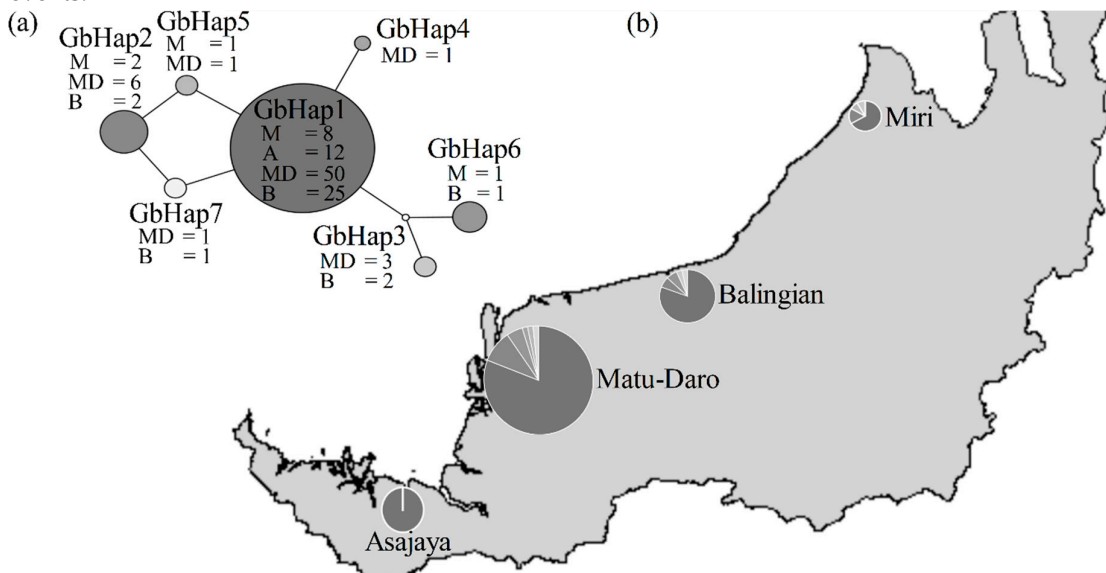 (a)
GbHap5
M = 1
MD = 1
GbHap2
M = 2
MD = 6
B = 2
GbHap4
MD = 1
GbHap1
M = 8
A = 12
MD = 50
B = 25
GbHap6
M = 1
B = 1
GbHap7
MD = 1
B = 1
GbHap3
MD = 3
B = 2
(b)
Miri
Balingian
Matu-Daro
Asajaya